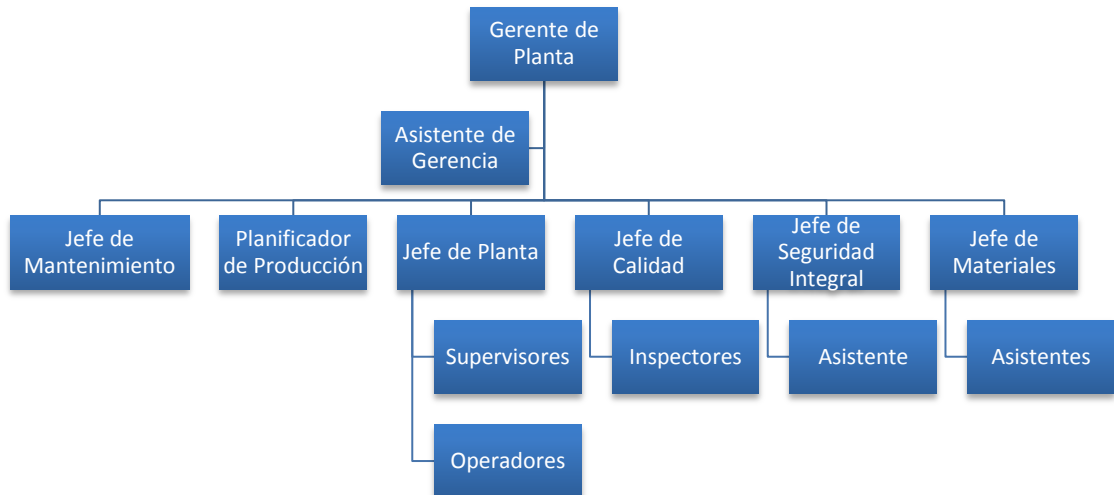 Gerente de
Planta
Asistente de
Gerencia
Jefe de
Mantenimiento
Planificador
de Producción
Jefe de Planta
Jefe de
Calidad
Jefe de
Seguridad
Integral
Jefe de
Materiales
Supervisores
Inspectores
Asistente
Asistentes
Operadores